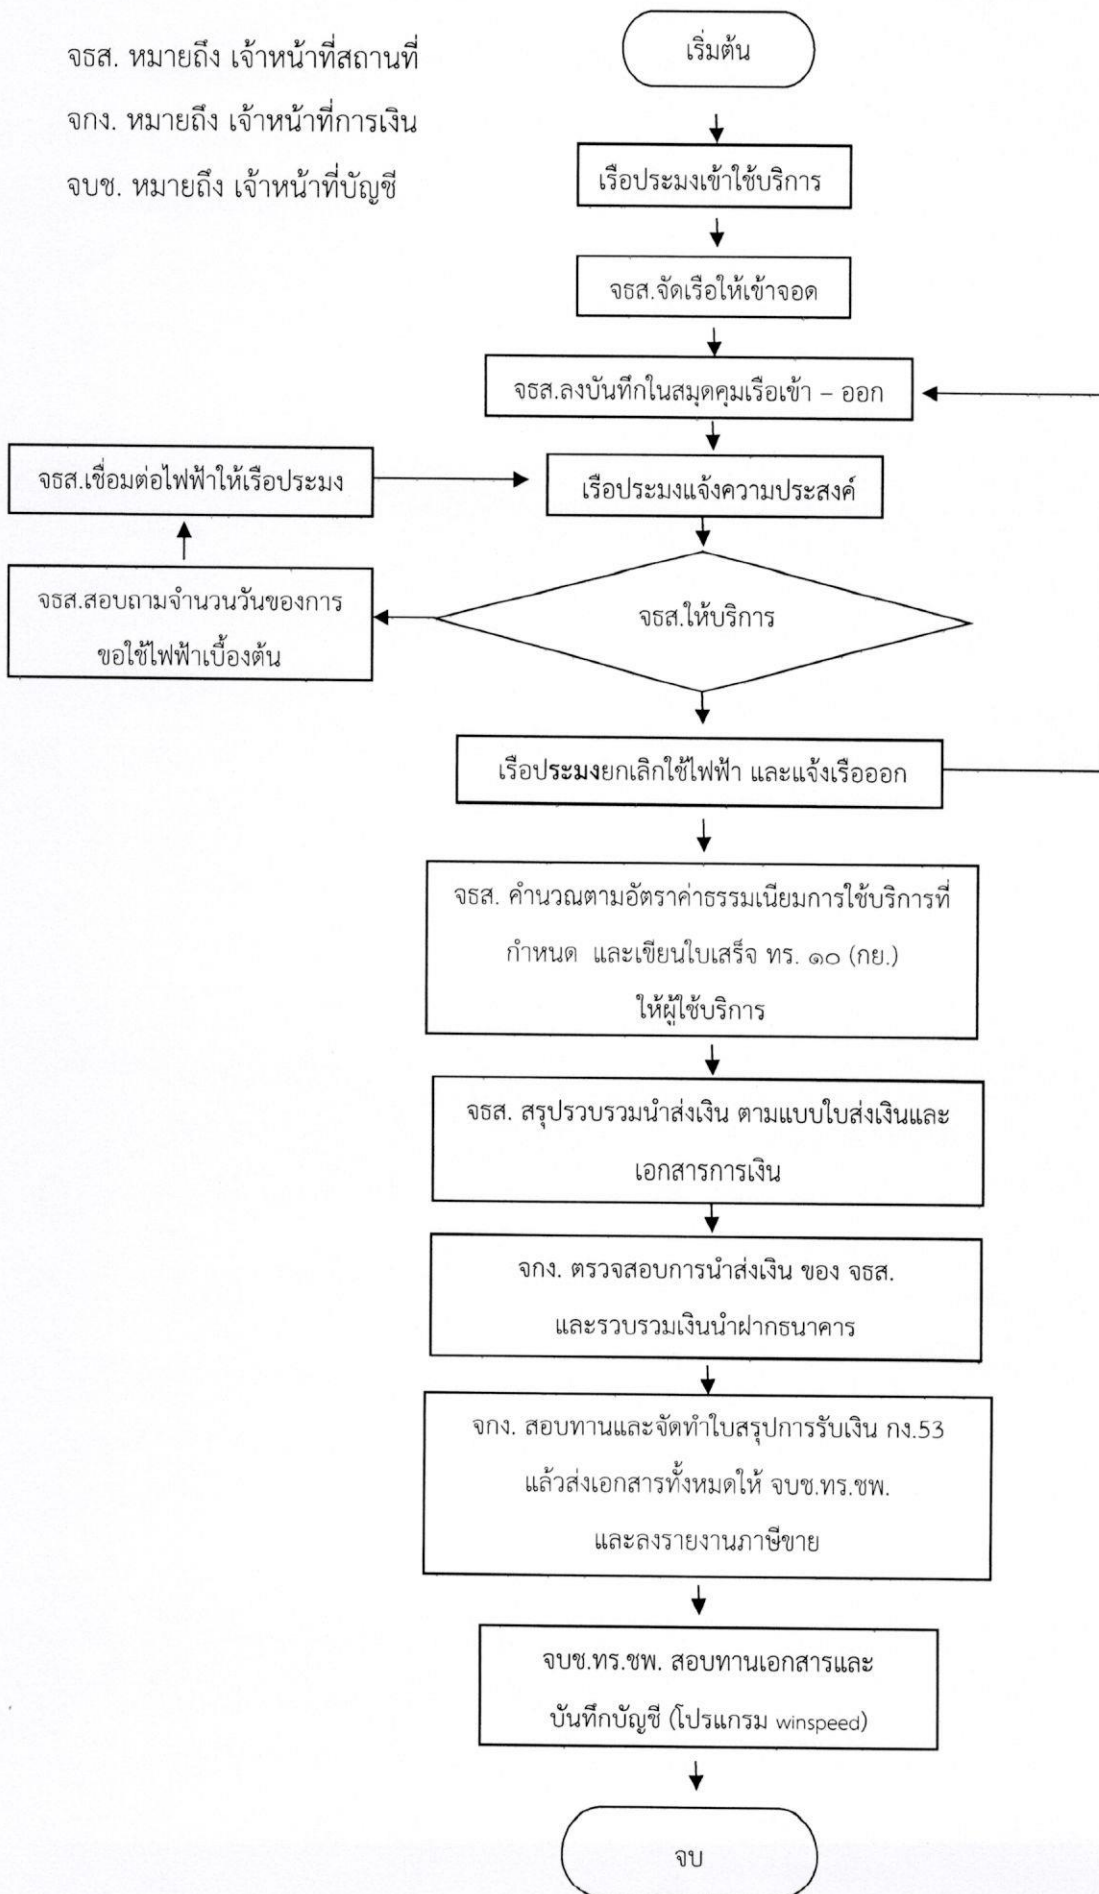 จธส. หมายถึง เจ้าหน้าที่สถานที่
จกง. หมายถึง เจ้าหน้าที่การเงิน
จบช. หมายถึง เจ้าหน้าที่บัญชี
เริ่มต้น
เรือประมงเข้าใช้บริการ
จธส.จัดเรือให้เข้าจอด
จธส.ลงบันทึกในสมุดคุมเรือเข้า – ออก
จธส.เชื่อมต่อไฟฟ้าให้เรือประมง
เรือประมงแจ้งความประสงค์
จธส.สอบถามจำนวนวันของการ
ขอใช้ไฟฟ้าเบื้องต้น
จธส.ให้บริการ
เรือประมงยกเลิกใช้ไฟฟ้า และแจ้งเรือออก
จธส. คำนวณตามอัตราค่าธรรมเนียมการใช้บริการที่
กำหนด และเขียนใบเสร็จ ทร. ๑๐ (กย.)
ให้ผู้ใช้บริการ
จธส. สรุปรวบรวมนำส่งเงิน ตามแบบใบส่งเงินและ
เอกสารการเงิน
จกง. ตรวจสอบการนำส่งเงิน ของ จธส.
และรวบรวมเงินนำฝากธนาคาร
จกง. สอบทานและจัดทำใบสรุปการรับเงิน กง.53
แล้วส่งเอกสารทั้งหมดให้ จบช.ทร.ชพ.
และลงรายงานภาษีขาย
จบช.ทร.ชพ. สอบทานเอกสารและ
บันทึกบัญชี (โปรแกรม winspeed)
จบ